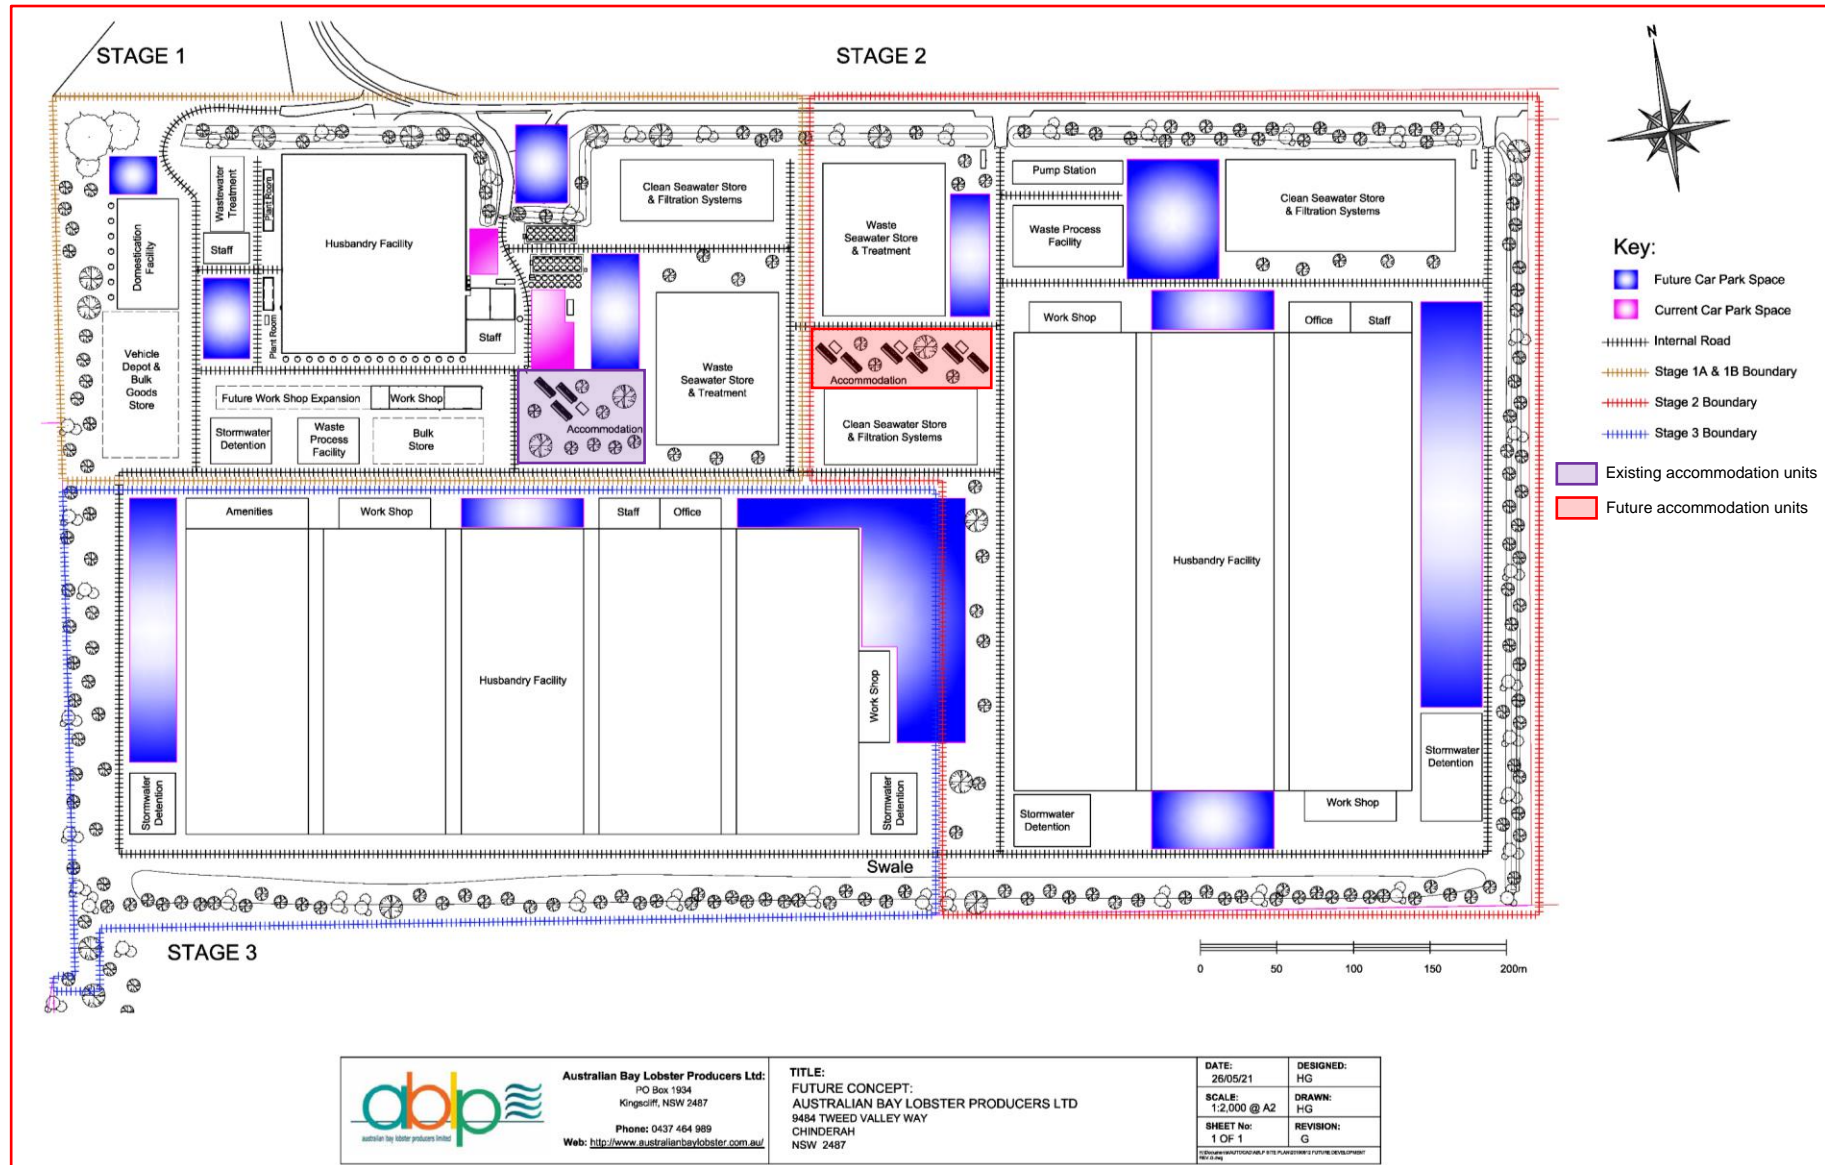 STAGE 1
STAGE 2
N
Wastewater
Treatment
Plant Room
Husbandry Facility
Clean Seawater Store
& Filtration Systems
Waste
Seawater Store
& Treatment
Pump Station
Waste Process
Facility
Clean Seawater Store
& Filtration Systems
Domestication
Facility
Staff
Plant Room
Staff
Vehicle
Depot &
Bulk
Goods
Store
Future Work Shop Expansion
Work Shop
Stormwater
Detention
Waste
Process
Facility
Bulk
Store
Accommodation
Waste
Seawater Store
& Treatment
Accommodation
Clean Seawater Store
& Filtration Systems
Work Shop
Office
Staff
Key:
Future Car Park Space
Current Car Park Space
Internal Road
Stage 1A & 1B Boundary
Stage 2 Boundary
Stage 3 Boundary
Existing accommodation units
Future accommodation units
Amenities
Work Shop
Staff
Office
Husbandry Facility
Husbandry Facility
Work Shop
Stormwater
Detention
Stormwater
Detention
Stormwater
Detention
Work Shop
Stormwater
Detention
Swale
STAGE 3
0
50
100
150
200m
ablp
australian bay lobster producers limited
Australian Bay Lobster Producers Ltd:
PO Box 1934
Kingscliff, NSW 2487
Phone: 0437 464 989
Web: http://www.australianbaylobster.com.au/
TITLE:
FUTURE CONCEPT:
AUSTRALIAN BAY LOBSTER PRODUCERS LTD
9484 TWEED VALLEY WAY
CHINDERAH
NSW 2487
DATE:
26/05/21
DESIGNED:
HG
SCALE:
1:2,000 @ A2
DRAWN:
HG
SHEET No:
1 OF 1
REVISION:
G